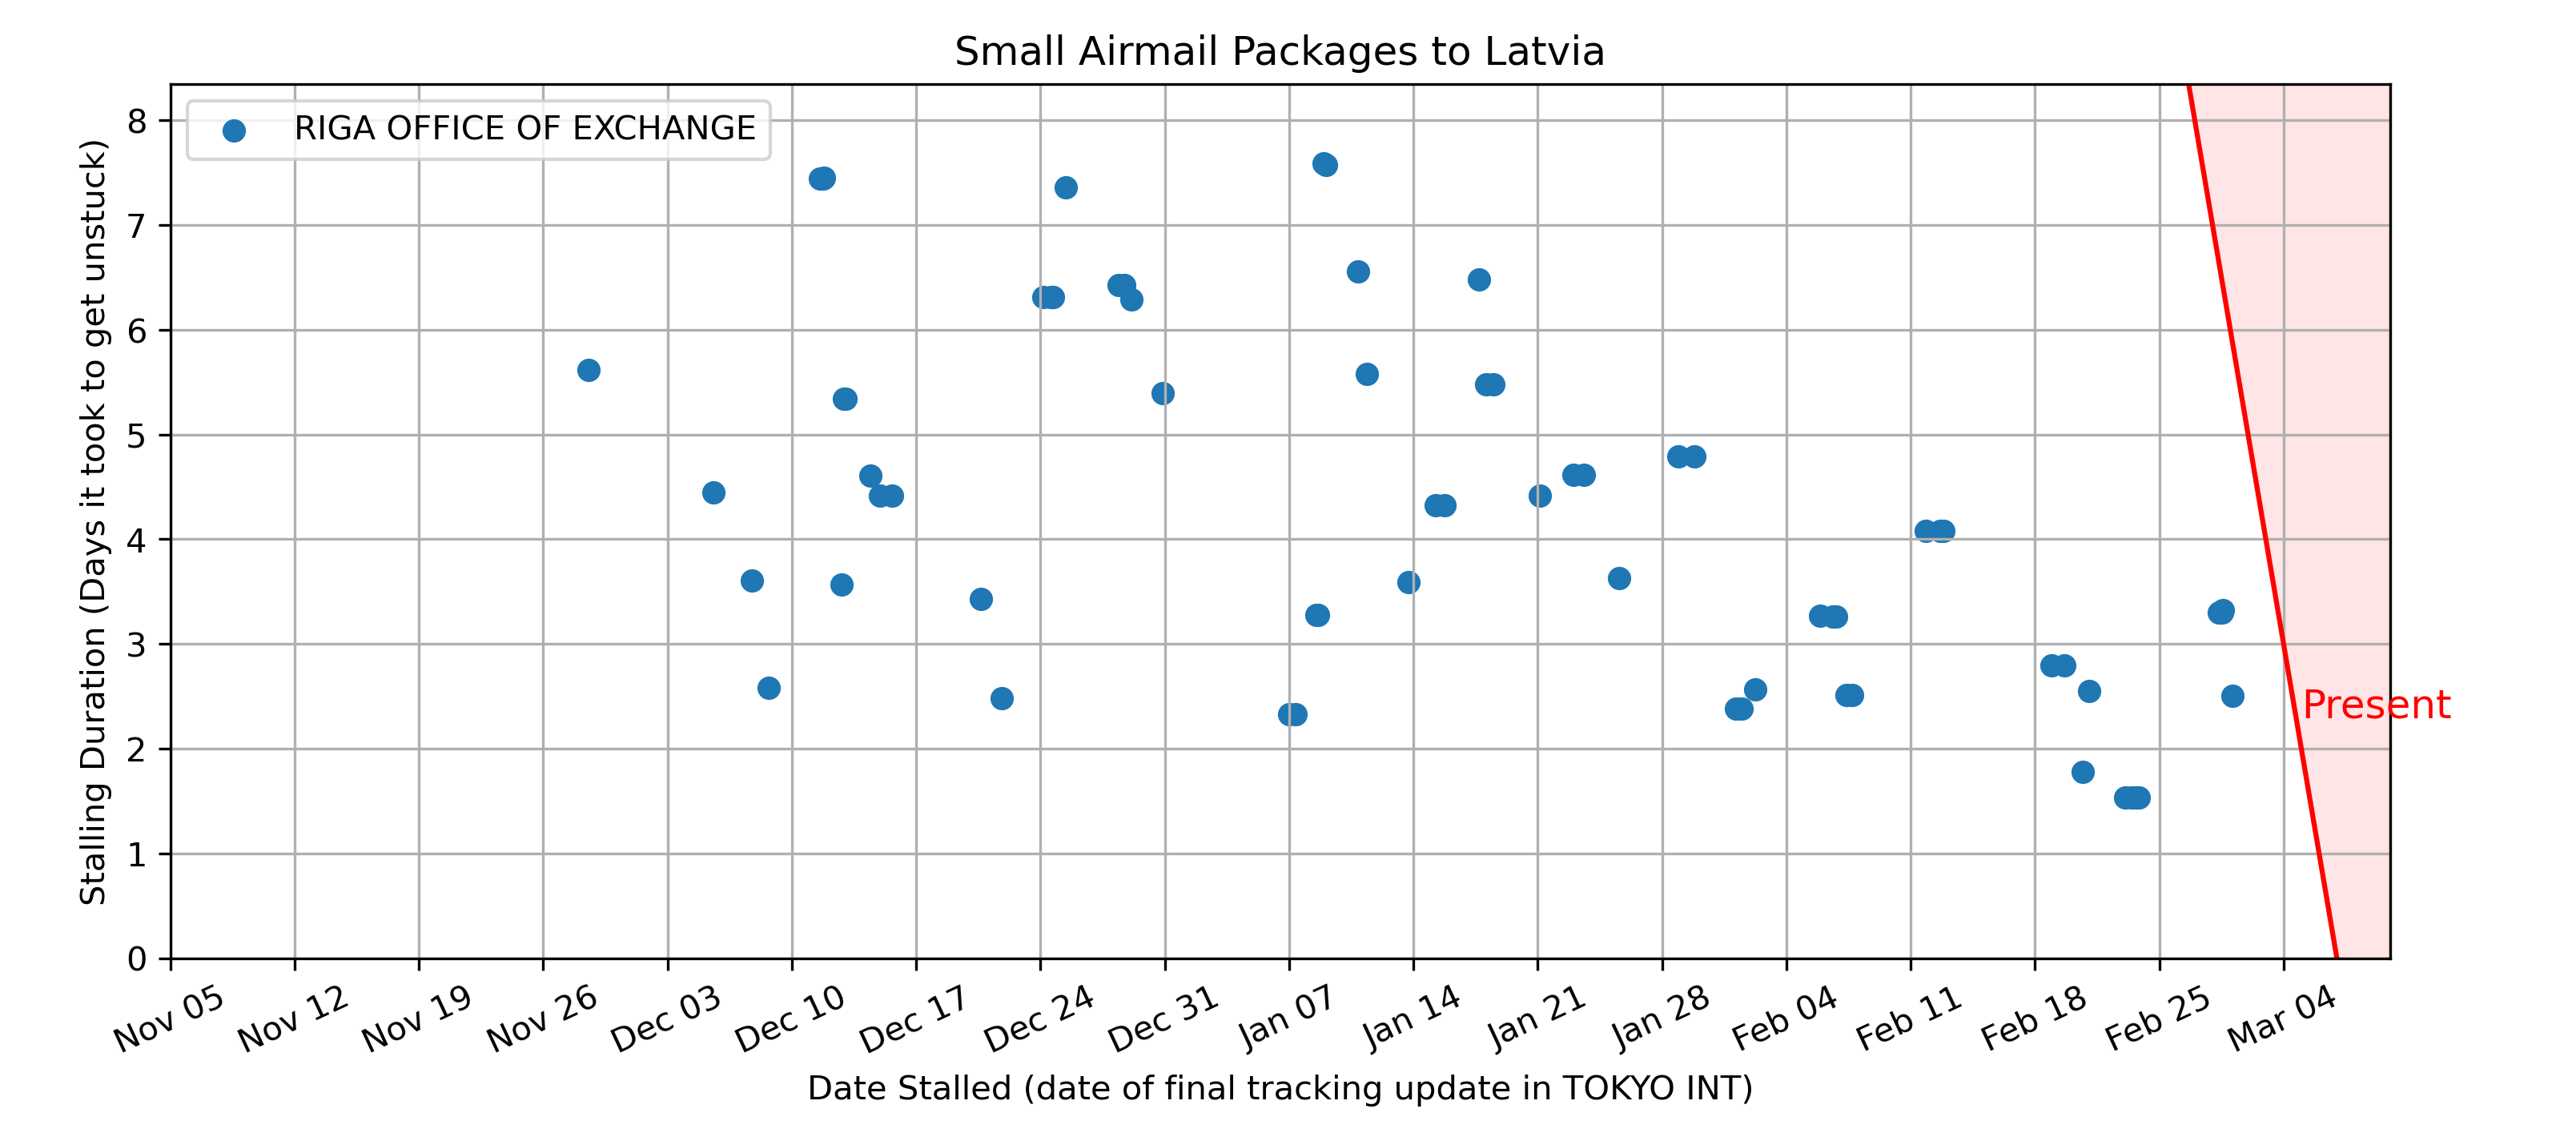 Small Airmail Packages to Latvia
RIGA OFFICE OF EXCHANGE
Stalling Duration (Days it took to get unstuck)
8
7
6
5
4
3
2
1
0
Present
Nov 05
Nov 12
Nov 19
Nov 26
Dec 03
Dec 10
Dec 17
Dec 24
Dec 31
Jan 07
Jan 14
Jan 21
Jan 28
Feb 04
Feb 11
Feb 18
Feb 25
Mar 04
Date Stalled (date of final tracking update in TOKYO INT)